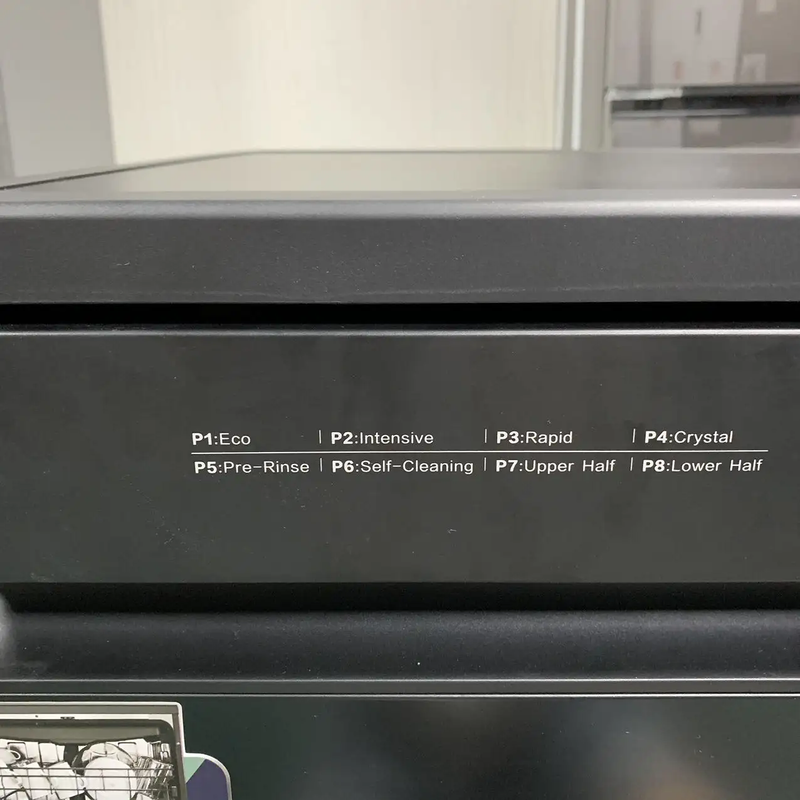 P1:Eco | P2:Intensive | P3:Rapid | P4:Crystal
P5:Pre-Rinse | P6:Self-Cleaning | P7:Upper Half | P8:Lower Half